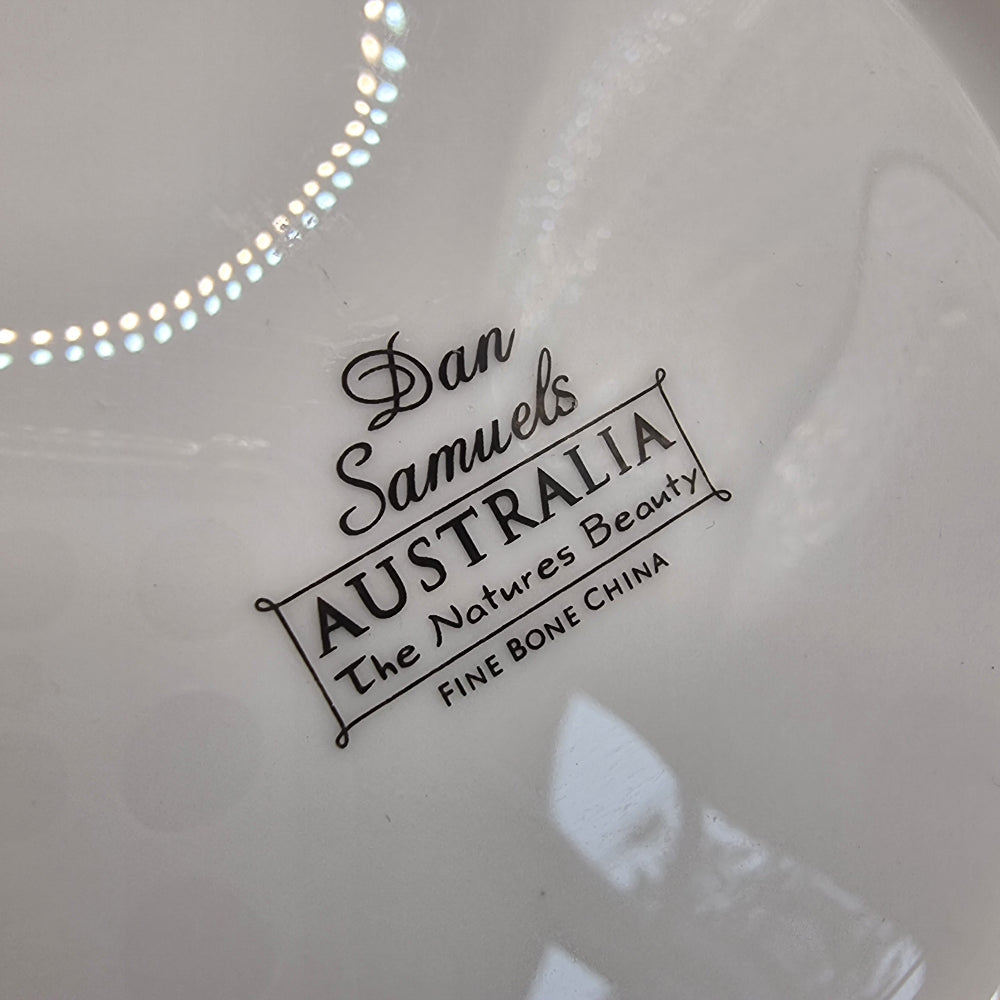 Dan
Samuels
AUSTRALIA
The Natures Beauty
FINE BONE CHINA